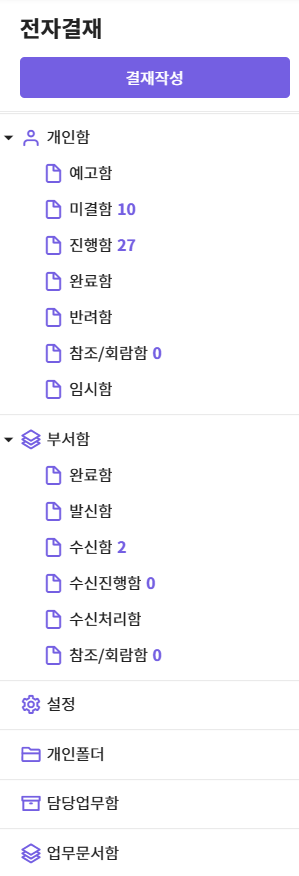 전자결재
결재작성
개인함
예고함
미결함 10
진행함 27
완료함
반려함
참조/회람함 0
임시함
부서함
완료함
발신함
수신함 2
수신진행함 0
수신처리함
참조/회람함 0
설정
개인폴더
담당업무함
업무문서함